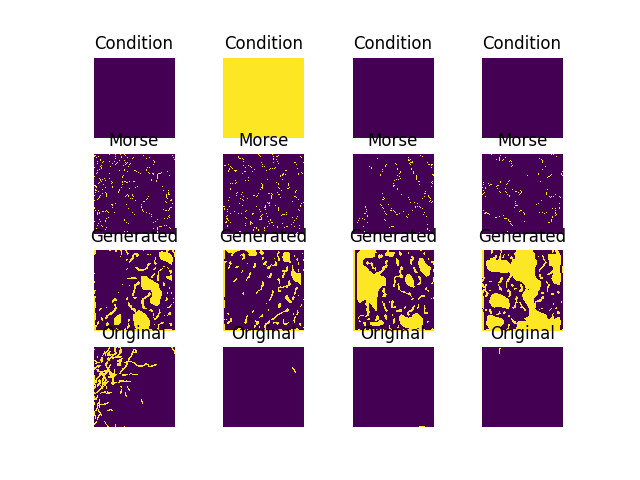 Condition Condition Condition Condition
Morse Morse Morse Morse
Generated Generated Generated Generated
Original Original Original Original